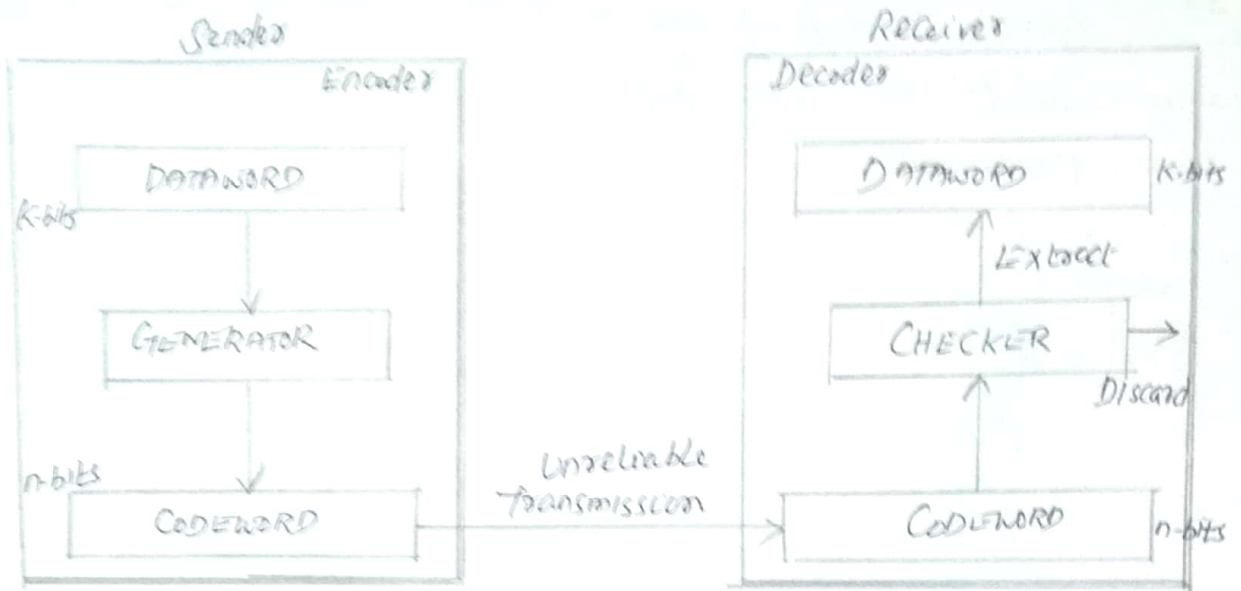 Sender
Encoder
DATAWORD
K-bits
GENERATOR
n-bits
CODEWORD
Unreliable
Transmission
Receiver
Decoder
DATAWORD
K-bits
Extract
CHECKER
Discard
CODEWORD
n-bits